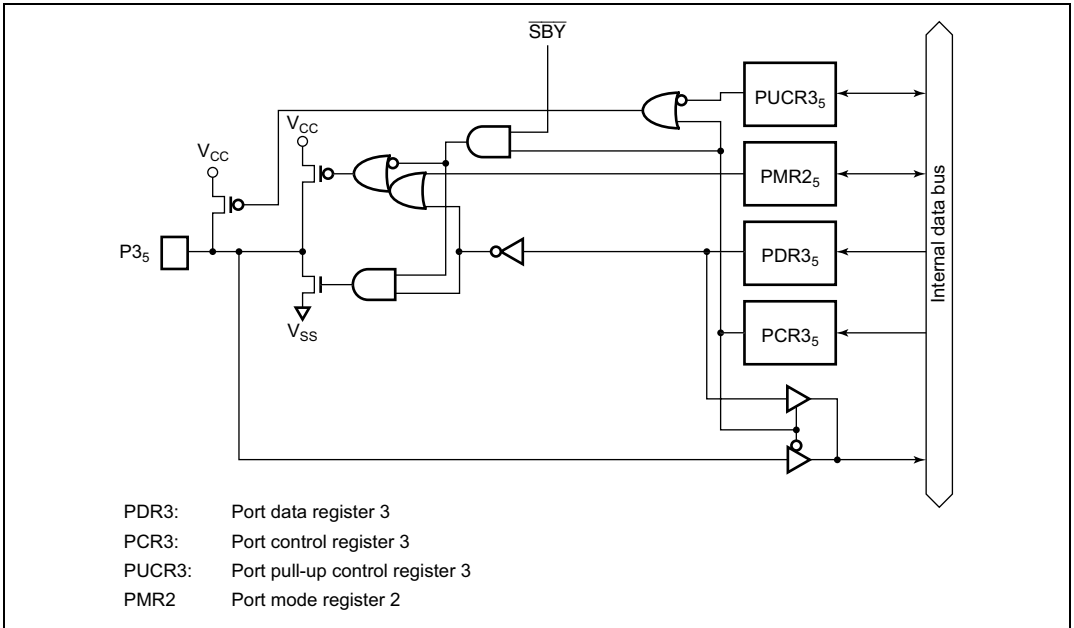 SBY
PUCR3₅
V_CC
V_CC
PMR2₅
P3₅
PDR3₅
Internal data bus
V_SS
PCR3₅
PDR3: Port data register 3
PCR3: Port control register 3
PUCR3: Port pull-up control register 3
PMR2 Port mode register 2